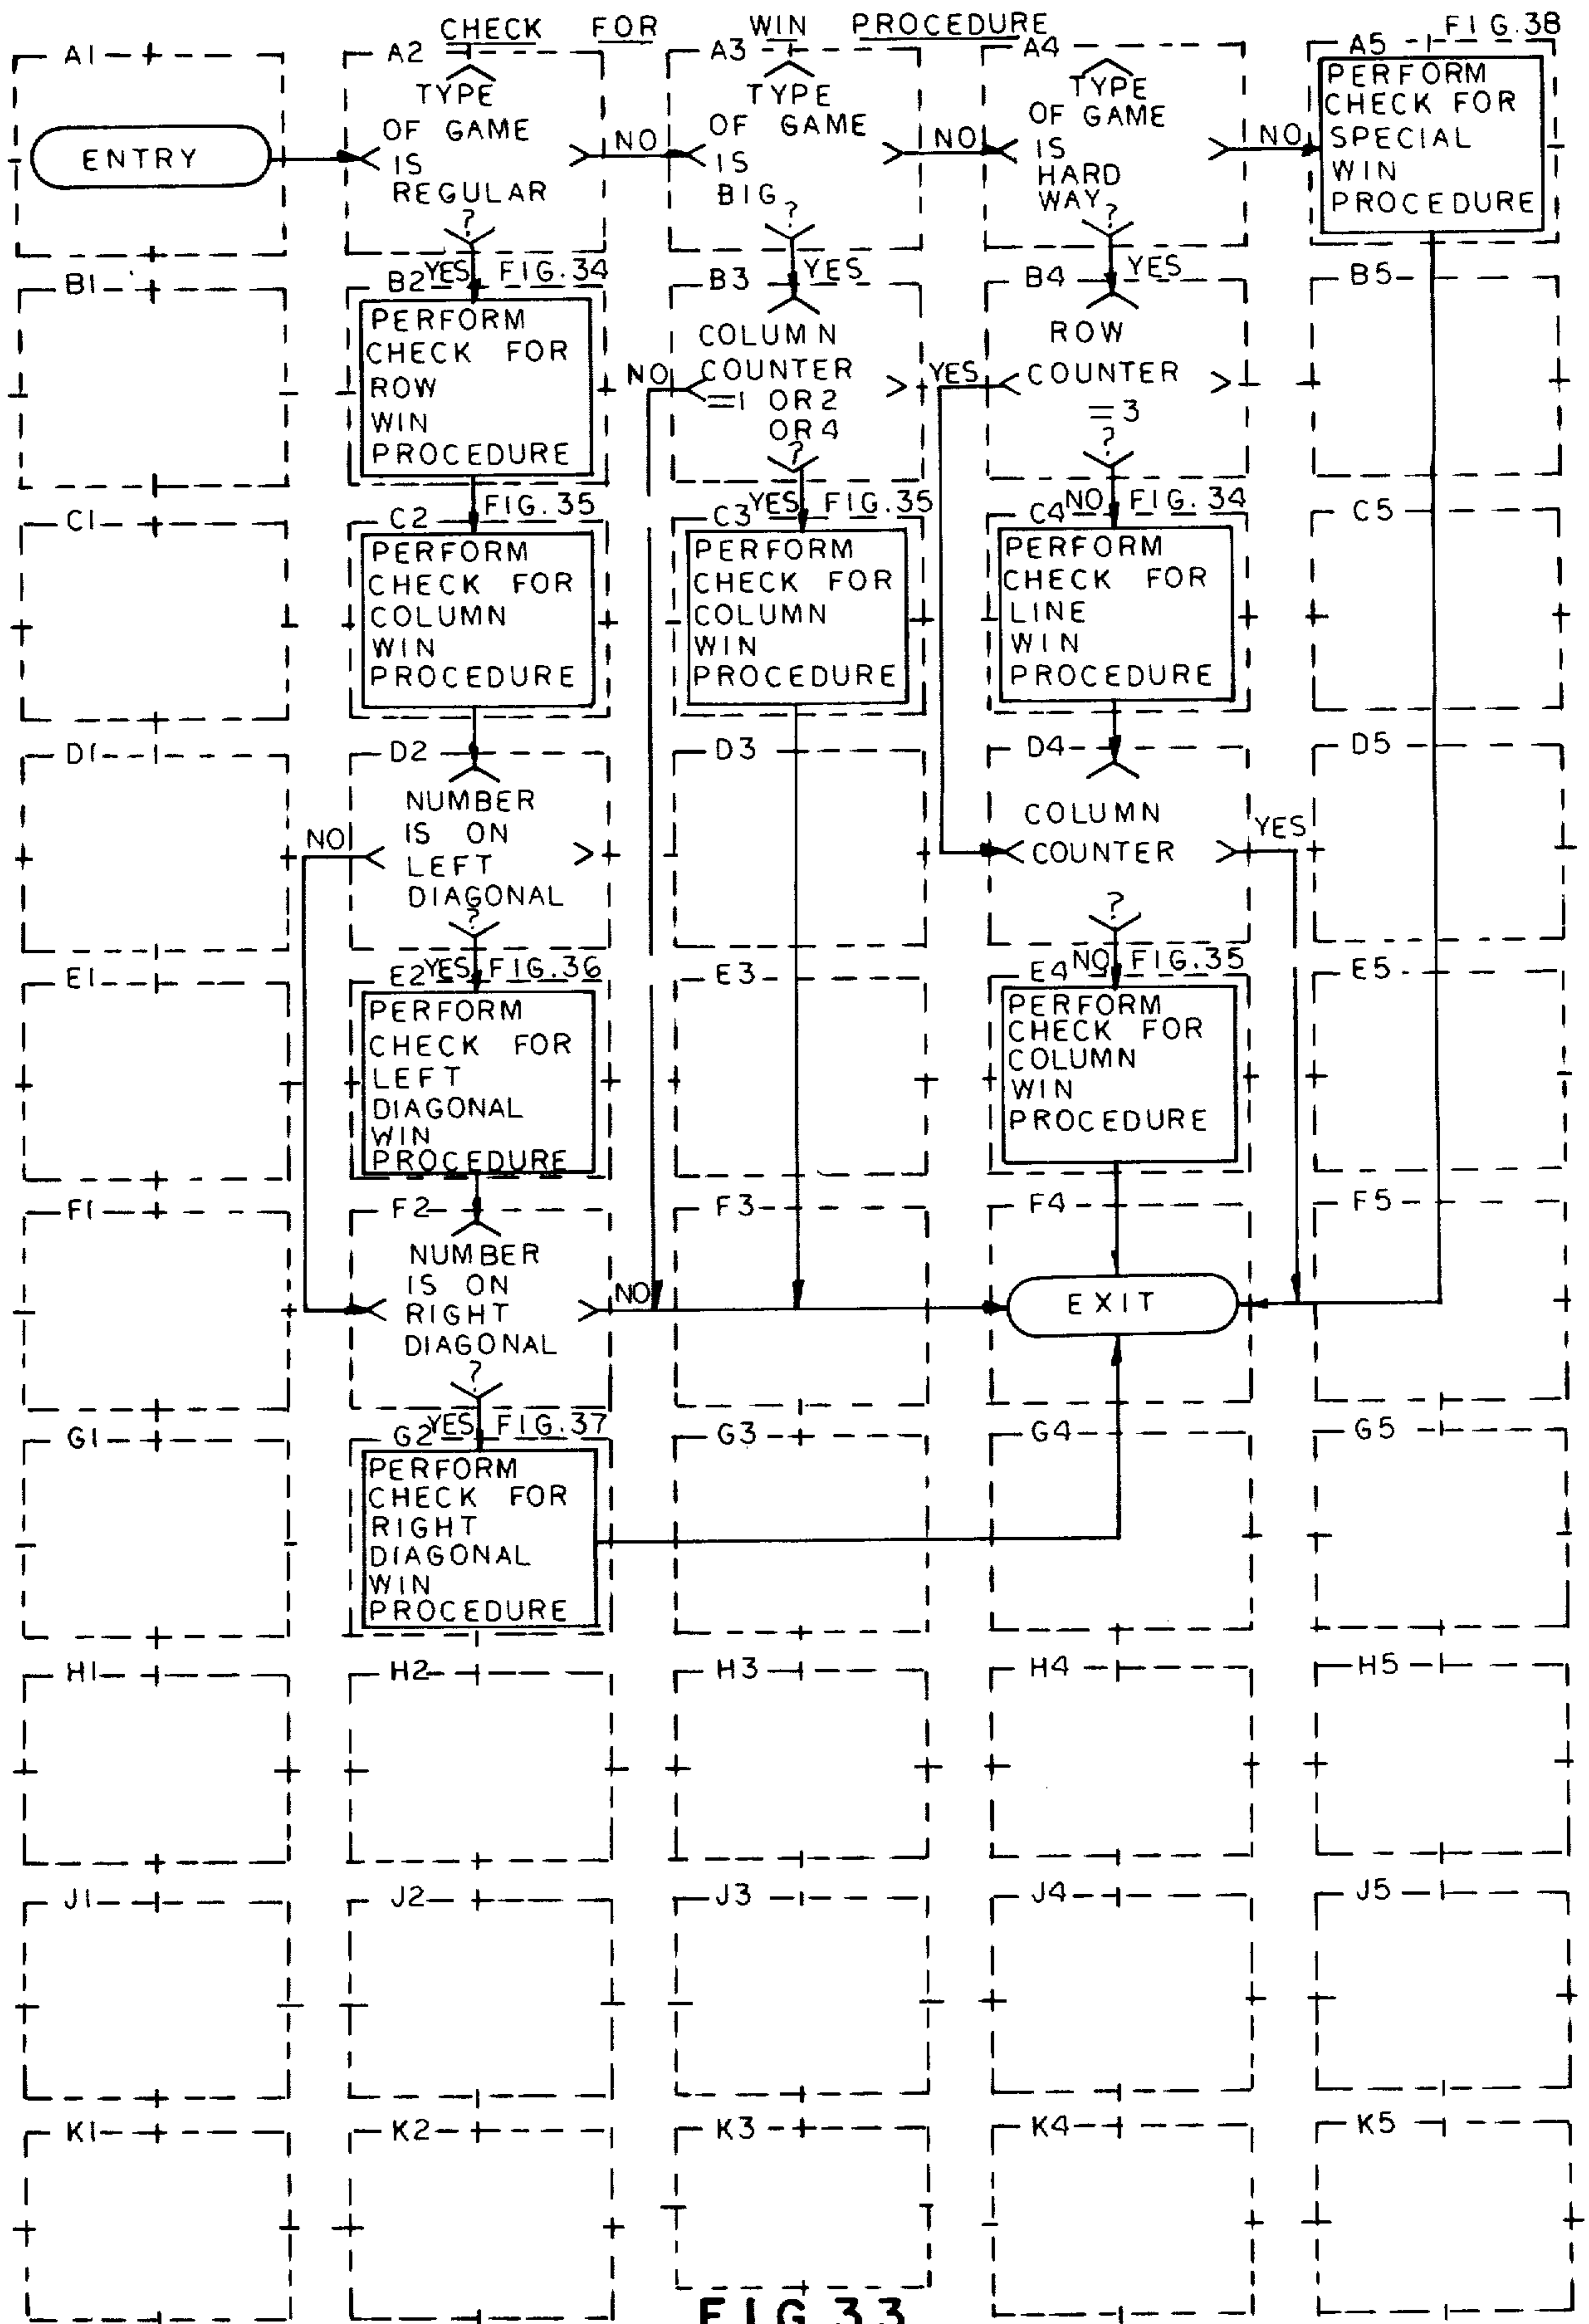 CHECK FOR WIN PROCEDURE
FIG.38
A1
A2
A3
A4
A5
ENTRY
TYPE
OF GAME
IS
REGULAR
?
NO
TYPE
OF GAME
IS
BIG
?
NO
TYPE
OF GAME
IS
HARD
WAY
?
NO
PERFORM
CHECK FOR
SPECIAL
WIN
PROCEDURE
B1
B2
YES
FIG.34
B3
YES
B4
YES
B5
PERFORM
CHECK FOR
ROW
WIN
PROCEDURE
NO
COLUMN
COUNTER
=1 OR2
OR4
?
YES
ROW
COUNTER
=3
?
C1
C2
FIG.35
C3
YES
FIG.35
C4
NO
FIG.34
C5
PERFORM
CHECK FOR
COLUMN
WIN
PROCEDURE
PERFORM
CHECK FOR
COLUMN
WIN
PROCEDURE
PERFORM
CHECK FOR
LINE
WIN
PROCEDURE
D1
D2
D3
D4
D5
NO
NUMBER
IS ON
LEFT
DIAGONAL
?
COLUMN
COUNTER
?
YES
E1
E2
YES
FIG.36
E3
E4
NO
FIG.35
E5
PERFORM
CHECK FOR
LEFT
DIAGONAL
WIN
PROCEDURE
PERFORM
CHECK FOR
COLUMN
WIN
PROCEDURE
F1
F2
F3
F4
F5
NUMBER
IS ON
RIGHT
DIAGONAL
?
NO
EXIT
G1
G2
YES
FIG.37
G3
G4
G5
PERFORM
CHECK FOR
RIGHT
DIAGONAL
WIN
PROCEDURE
H1
H2
H3
H4
H5
J1
J2
J3
J4
J5
K1
K2
K3
K4
K5
FIG.33